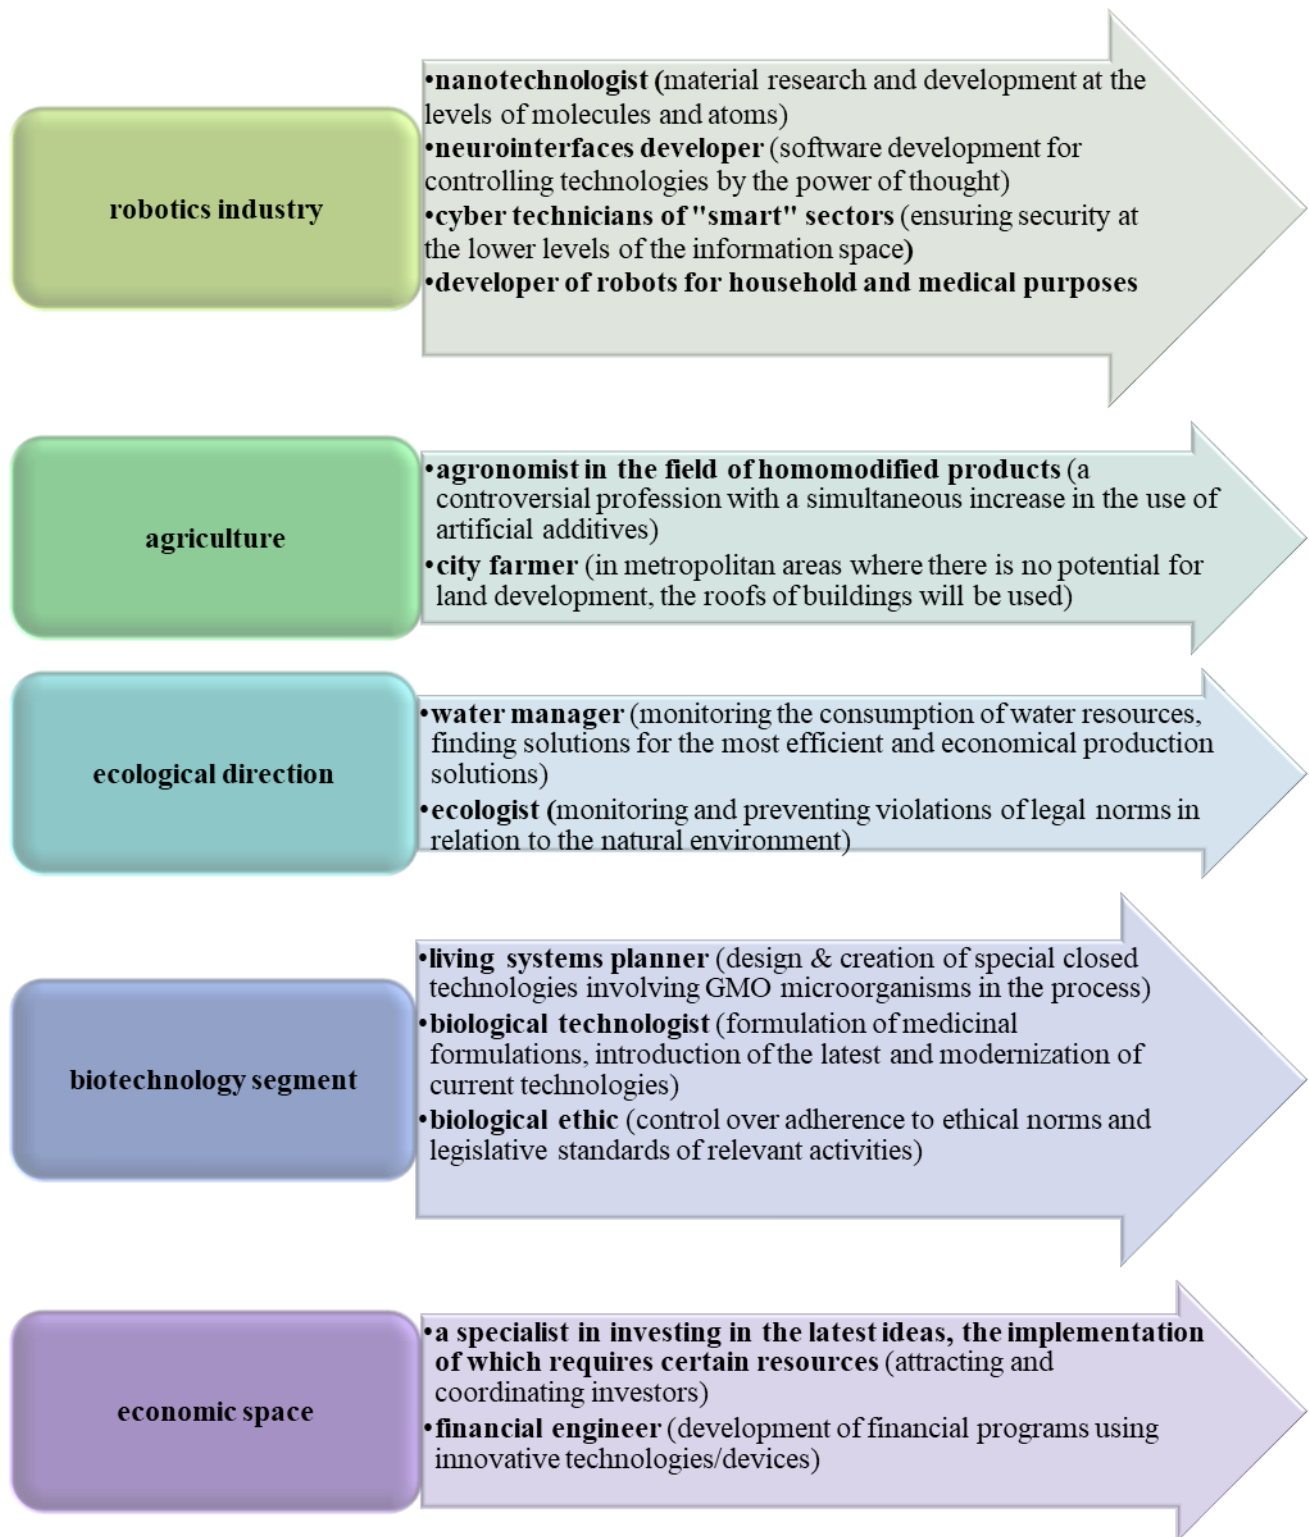 robotics industry
•nanotechnologist (material research and development at the
levels of molecules and atoms)
•neurointerfaces developer (software development for
controlling technologies by the power of thought)
•cyber technicians of "smart" sectors (ensuring security at
the lower levels of the information space)
•developer of robots for household and medical purposes
agriculture
•agronomist in the field of homomodified products (a
controversial profession with a simultaneous increase in the use of
artificial additives)
•city farmer (in metropolitan areas where there is no potential for
land development, the roofs of buildings will be used)
ecological direction
•water manager (monitoring the consumption of water resources,
finding solutions for the most efficient and economical production
solutions)
•ecologist (monitoring and preventing violations of legal norms in
relation to the natural environment)
biotechnology segment
•living systems planner (design & creation of special closed
technologies involving GMO microorganisms in the process)
•biological technologist (formulation of medicinal
formulations, introduction of the latest and modernization of
current technologies)
•biological ethic (control over adherence to ethical norms and
legislative standards of relevant activities)
economic space
•a specialist in investing in the latest ideas, the implementation
of which requires certain resources (attracting and
coordinating investors)
•financial engineer (development of financial programs using
innovative technologies/devices)